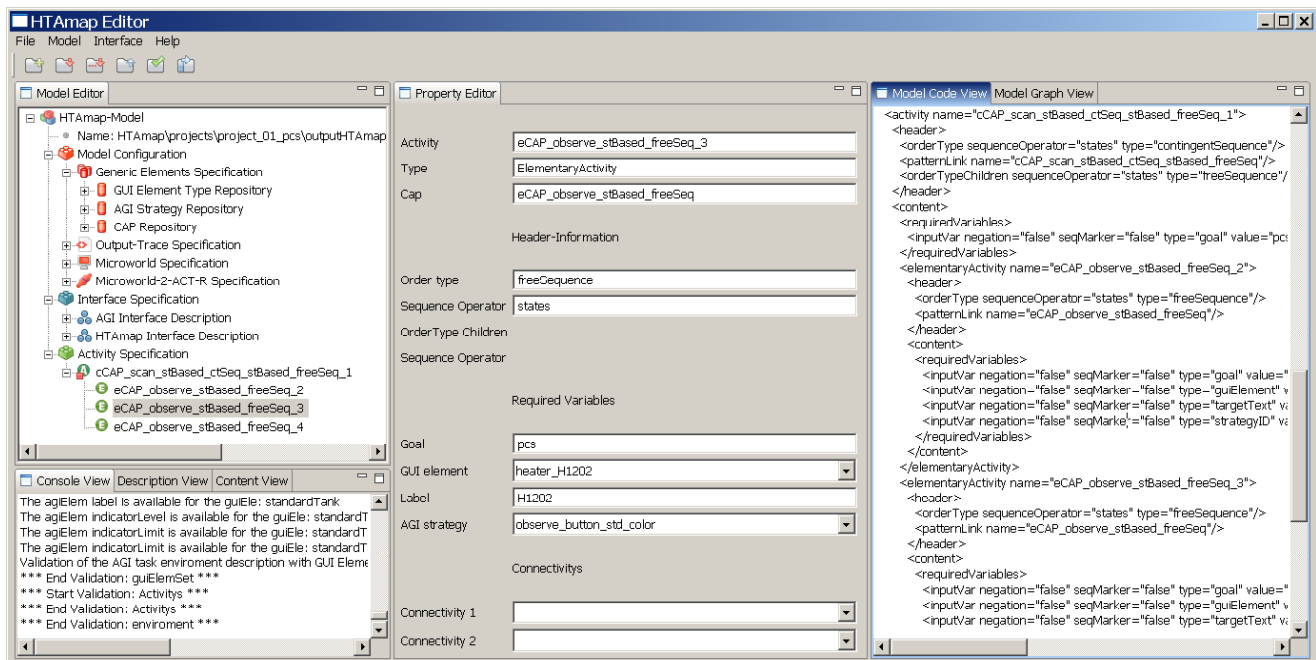 HTAmap Editor
File Model Interface Help
Model Editor
HTAmap-Model
Name: HTAmap\projects\project_01_pcs\outputHTAmap
Model Configuration
Generic Elements Specification
GUI Element Type Repository
AGI Strategy Repository
CAP Repository
Output-Trace Specification
Microworld Specification
Microworld-2-ACT-R Specification
Interface Specification
AGI Interface Description
HTAmap Interface Description
Activity Specification
cCAP_scan_stBased_ctSeq_stBased_freeSeq_1
eCAP_observe_stBased_freeSeq_2
eCAP_observe_stBased_freeSeq_3
eCAP_observe_stBased_freeSeq_4
Console View Description View Content View
The agiElem label is available for the guiEle: standardTank
The agiElem indicatorLevel is available for the guiEle: standardT
The agiElem indicatorLimit is available for the guiEle: standardT
The agiElem indicatorLimit is available for the guiEle: standardT
Validation of the AGI task enviroment description with GUI Eleme
*** End Validation: guiElemSet ***
*** Start Validation: Activitys ***
*** End Validation: Activitys ***
*** End Validation: enviroment ***
Property Editor
Activity eCAP_observe_stBased_freeSeq_3
Type ElementaryActivity
Cap eCAP_observe_stBased_freeSeq
Header-Information
Order type freeSequence
Sequence Operator states
OrderType Children
Sequence Operator
Required Variables
Goal pcs
GUI element heater_H1202
Label H1202
AGI strategy observe_button_std_color
Connectivitys
Connectivity 1
Connectivity 2
Model Code View Model Graph View
<activity name="cCAP_scan_stBased_ctSeq_stBased_freeSeq_1">
<header>
<orderType sequenceOperator="states" type="contingentSequence"/>
<patternLink name="cCAP_scan_stBased_ctSeq_stBased_freeSeq"/>
<orderTypeChildren sequenceOperator="states" type="freeSequence"/
</header>
<content>
<requiredVariables>
<inputVar negation="false" seqMarker="false" type="goal" value="pcs
</requiredVariables>
<elementaryActivity name="eCAP_observe_stBased_freeSeq_2">
<header>
<orderType sequenceOperator="states" type="freeSequence"/>
<patternLink name="eCAP_observe_stBased_freeSeq"/>
</header>
<content>
<requiredVariables>
<inputVar negation="false" seqMarker="false" type="goal" value="
<inputVar negation="false" seqMarker="false" type="guiElement" v
<inputVar negation="false" seqMarker="false" type="targetText" va
<inputVar negation="false" seqMarker="false" type="strategyID" va
</requiredVariables>
</content>
</elementaryActivity>
<elementaryActivity name="eCAP_observe_stBased_freeSeq_3">
<header>
<orderType sequenceOperator="states" type="freeSequence"/>
<patternLink name="eCAP_observe_stBased_freeSeq"/>
</header>
<content>
<requiredVariables>
<inputVar negation="false" seqMarker="false" type="goal" value="
<inputVar negation="false" seqMarker="false" type="guiElement" v
<inputVar negation="false" seqMarker="false" type="targetText" va